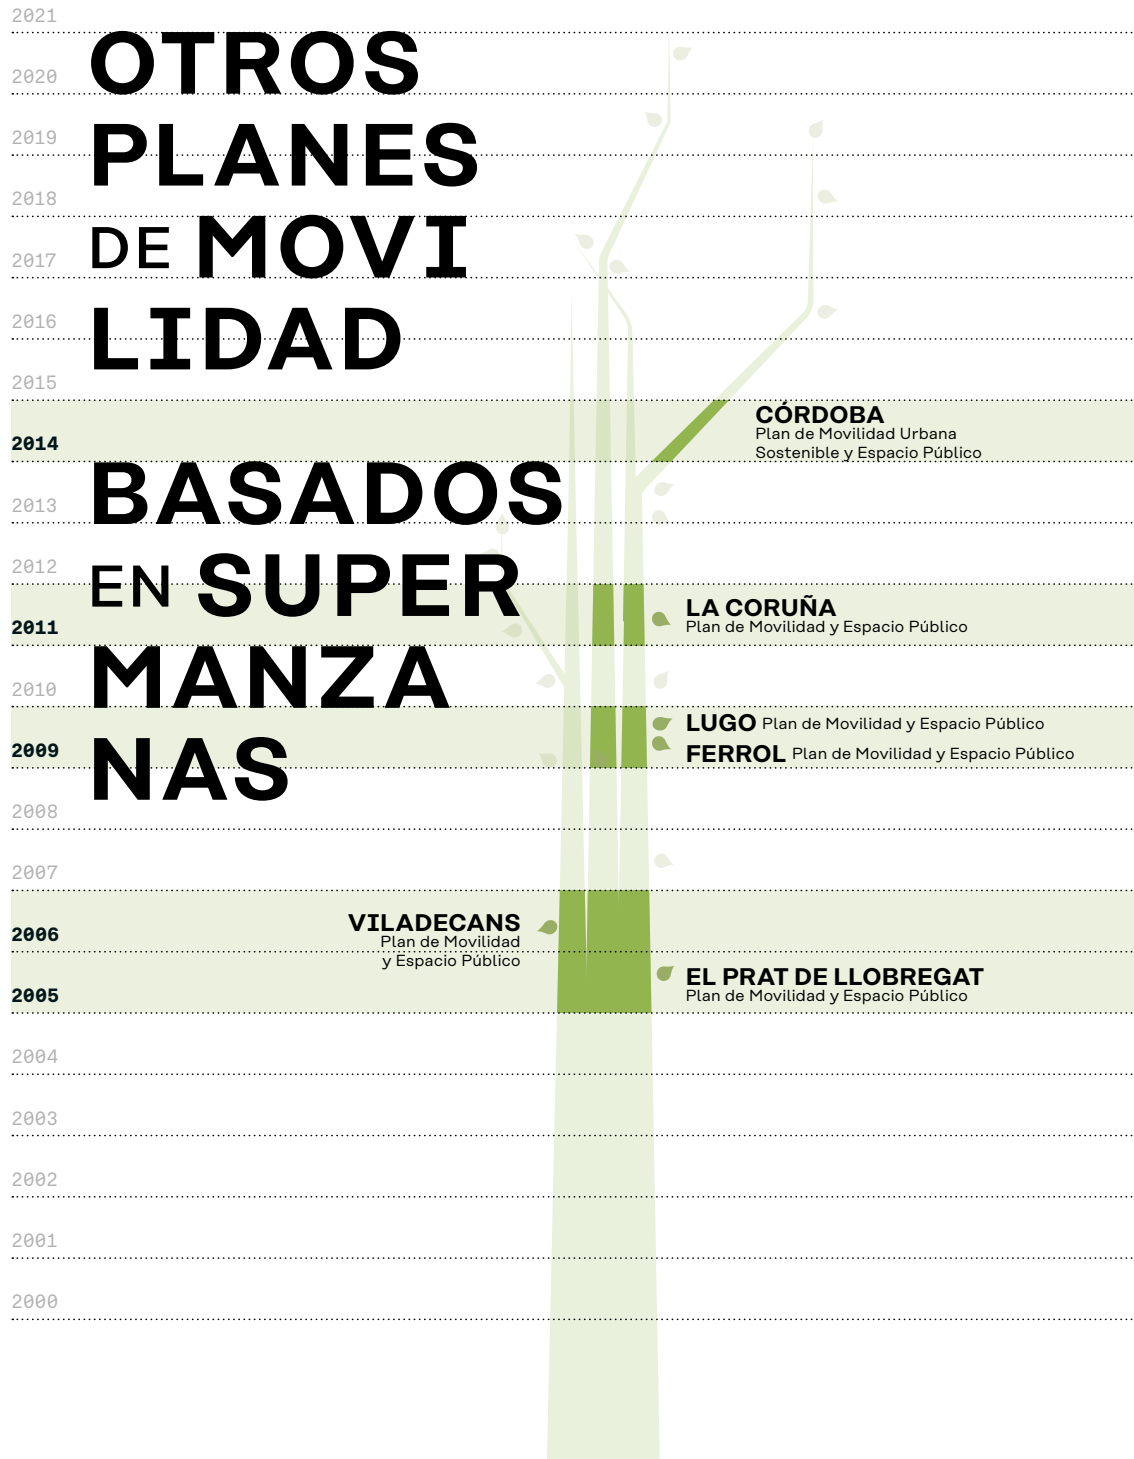 2021
OTROS
2020
2019
PLANES
2018
DE MOVI
2017
2016
LIDAD
2015
CÓRDOBA
Plan de Movilidad Urbana
2014
Sostenible y Espacio Público
BASADOS
2013
2012
EN SUPER
LA CORUÑA
2011
Plan de Movilidad y Espacio Público
MANZA
2010
LUGO Plan de Movilidad y Espacio Público
2009
FERROL Plan de Movilidad y Espacio Público
NAS
2008
2007
VILADECANS
2006
Plan de Movilidad
y Espacio Público
EL PRAT DE LLOBREGAT
2005
Plan de Movilidad y Espacio Público
2004
2003
2002
2001
2000